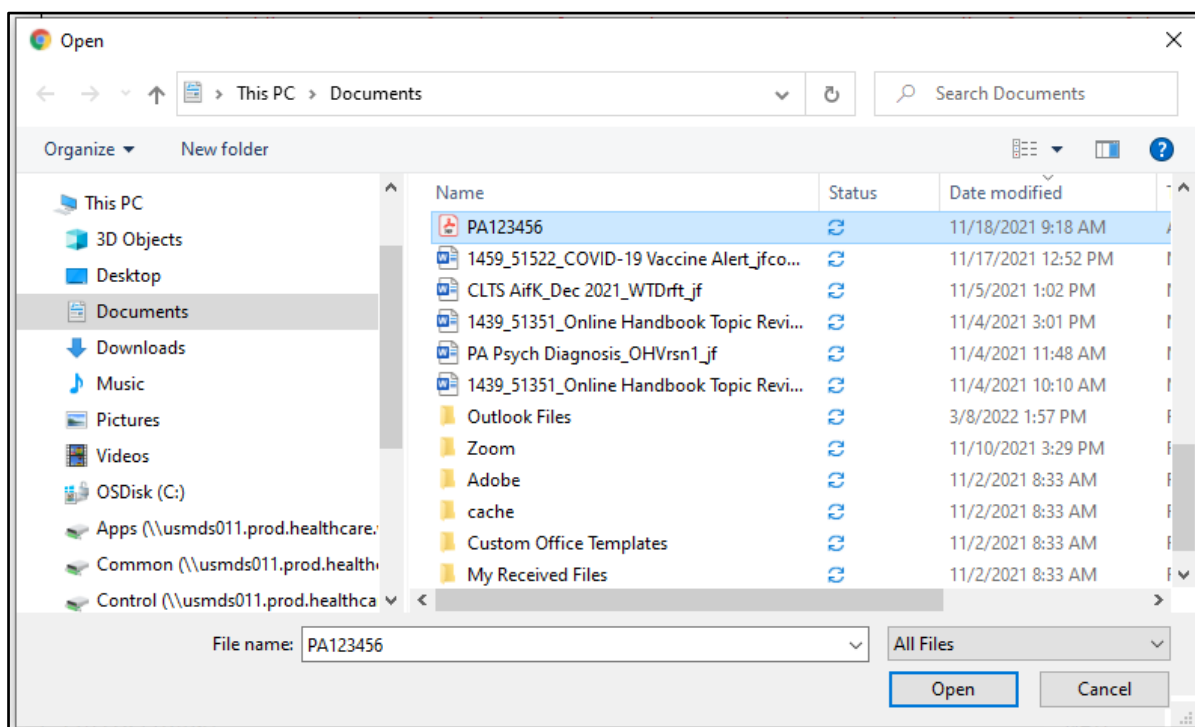 Open
This PC > Documents
Search Documents
Organize
New folder
Name Status Date modified
This PC
3D Objects
Desktop
Documents
Downloads
Music
Pictures
Videos
OSDisk (C:)
Apps (\\usmds011.prod.healthcare.
Common (\\usmds011.prod.health
Control (\\usmds011.prod.healthca
PA123456 11/18/2021 9:18 AM
1459_51522_COVID-19 Vaccine Alert_jfco... 11/17/2021 12:52 PM
CLTS AifK_Dec 2021_WTDrft_jf 11/5/2021 1:02 PM
1439_51351_Online Handbook Topic Revi... 11/4/2021 3:01 PM
PA Psych Diagnosis_OHVrsn1_jf 11/4/2021 11:48 AM
1439_51351_Online Handbook Topic Revi... 11/4/2021 10:10 AM
Outlook Files 3/8/2022 1:57 PM
Zoom 11/10/2021 3:29 PM
Adobe 11/2/2021 8:33 AM
cache 11/2/2021 8:33 AM
Custom Office Templates 11/2/2021 8:33 AM
My Received Files 11/2/2021 8:33 AM
File name: PA123456 All Files
Open Cancel